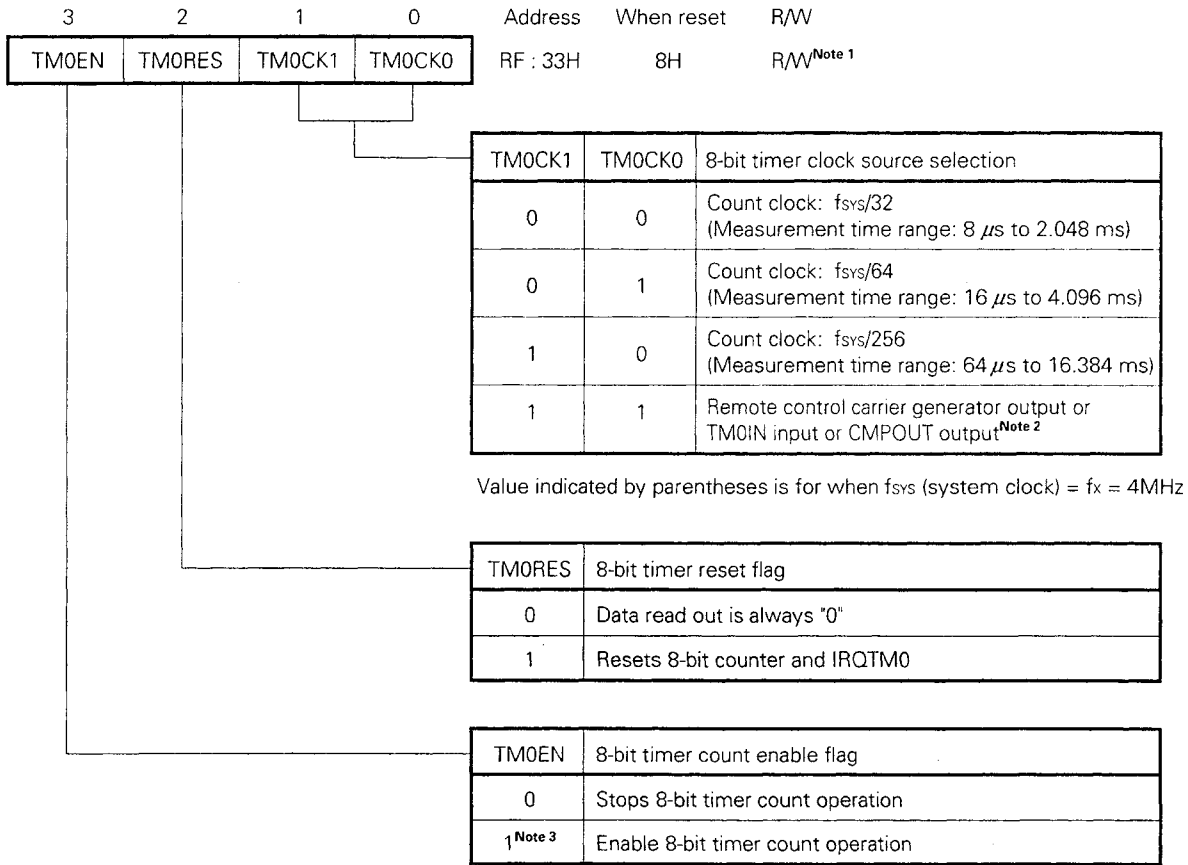 3 2 1 0 Address When reset R/W
TM0EN TM0RES TM0CK1 TM0CK0 RF : 33H 8H R/W Note 1
TM0CK1 TM0CK0 8-bit timer clock source selection
0 0 Count clock: fSYS/32
(Measurement time range: 8 μs to 2.048 ms)
0 1 Count clock: fSYS/64
(Measurement time range: 16 μs to 4.096 ms)
1 0 Count clock: fSYS/256
(Measurement time range: 64 μs to 16.384 ms)
1 1 Remote control carrier generator output or
TM0IN input or CMPOUT output Note 2
Value indicated by parentheses is for when fSYS (system clock) = fX = 4MHz
TM0RES 8-bit timer reset flag
0 Data read out is always "0"
1 Resets 8-bit counter and IRQTM0
TM0EN 8-bit timer count enable flag
0 Stops 8-bit timer count operation
1 Note 3 Enable 8-bit timer count operation